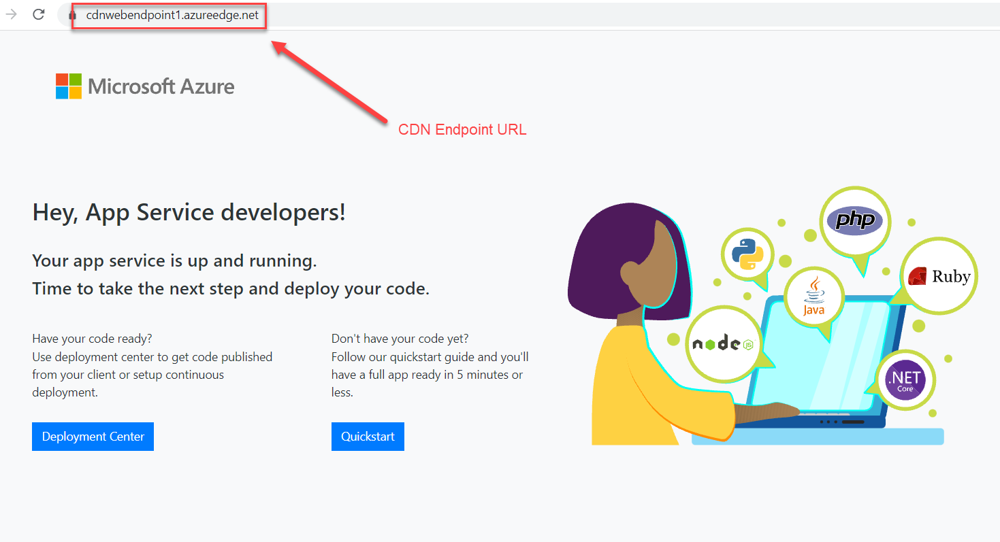 cdnwebendpoint1.azureedge.net
Microsoft Azure
CDN Endpoint URL
Hey, App Service developers!
Your app service is up and running.
Time to take the next step and deploy your code.
Have your code ready?
Use deployment center to get code published
from your client or setup continuous
deployment.
Deployment Center
Don't have your code yet?
Follow our quickstart guide and you'll
have a full app ready in 5 minutes or
less.
Quickstart
php
Ruby
Java
node
JS
.NET
Core